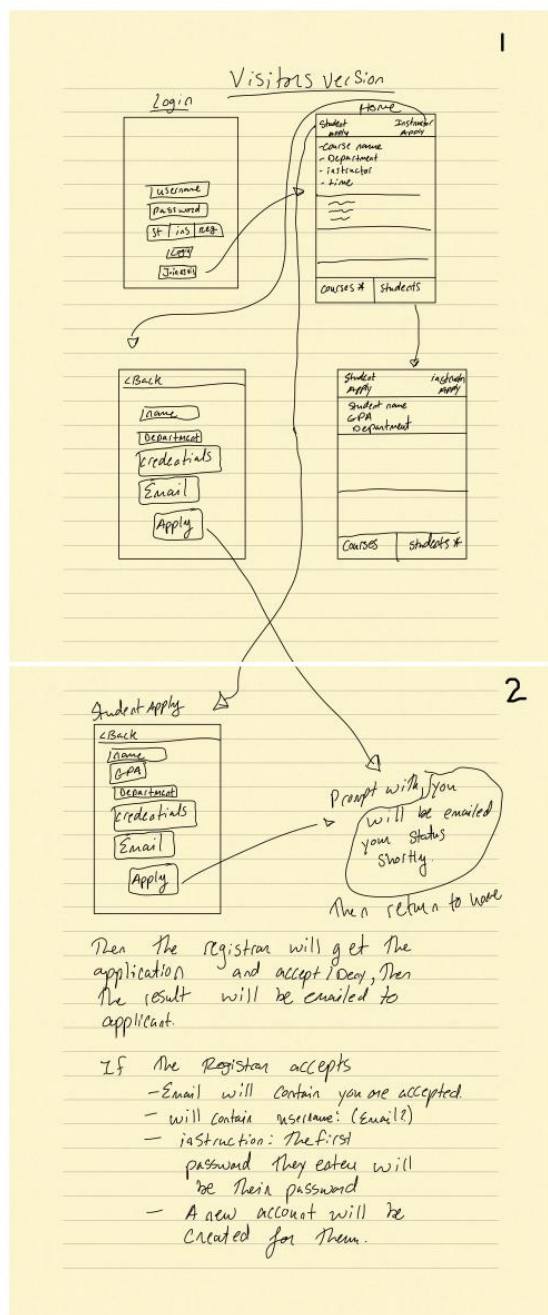 1
Visitors Version
Login
username
Password
St | ins | Reg
Login
Home
Student Apply
Instructor Apply
- Course name
- Department
- instructor
- time
Courses * | Students
< Back
name
Department
Credentials
Email
Apply
Student Apply
instructor Apply
Student name
GPA
Department
Courses | Students *
2
Student Apply
< Back
name
GPA
Department
Credentials
Email
Apply
Prompt with, you
will be emailed
your status
shortly.
Then return to home
Then the registrar will get the
application and accept/Deny, Then
the result will be emailed to
applicant.
If The Registrar accepts
- Email will contain you are accepted.
- will contain username: (Email?)
- instruction: The first
password they enter will
be their password
- A new account will be
created for them.